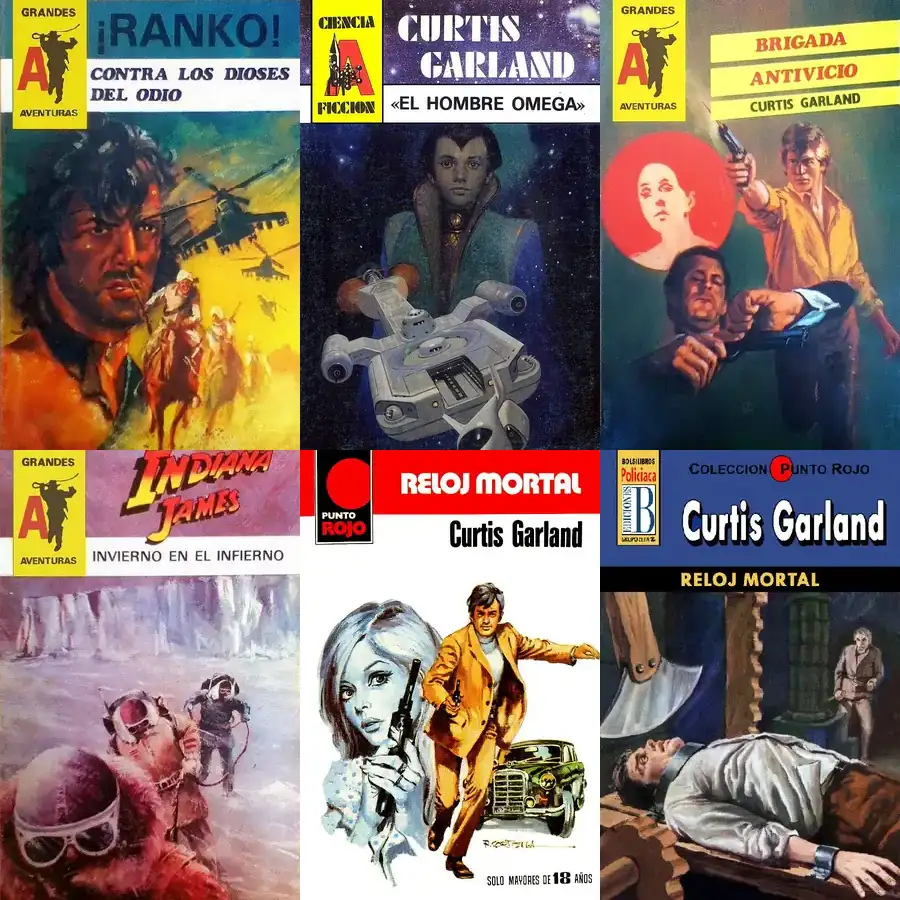 GRANDES
A
AVENTURAS
¡RANKO!
CONTRA LOS DIOSES
DEL ODIO
CIENCIA
A
FICCION
CURTIS
GARLAND
«EL HOMBRE OMEGA»
GRANDES
A
AVENTURAS
BRIGADA
ANTIVICIO
CURTIS GARLAND
GRANDES
A
AVENTURAS
INDIANA
JAMES
INVIERNO EN EL INFIERNO
PUNTO
ROJO
RELOJ MORTAL
Curtis Garland
SOLO MAYORES DE 18 AÑOS
BOLSILIBROS
Policiaca
EDICIONES
B
GRUPO ZETA
COLECCION PUNTO ROJO
Curtis Garland
RELOJ MORTAL